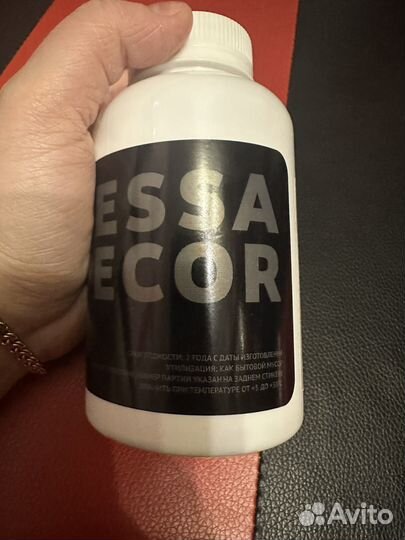 ESSA
ECOR
ГОДНОСТИ: 2 ГОДА С ДАТЫ ИЗГОТОВЛЕНИЯ
УТИЛИЗАЦИЯ: КАК БЫТОВОЙ МУСОР
НОМЕР ПАРТИИ УКАЗАН НА ЗАДНЕМ СТИКЕРЕ
ПРИ ТЕМПЕРАТУРЕ ОТ +5 ДО
Avito